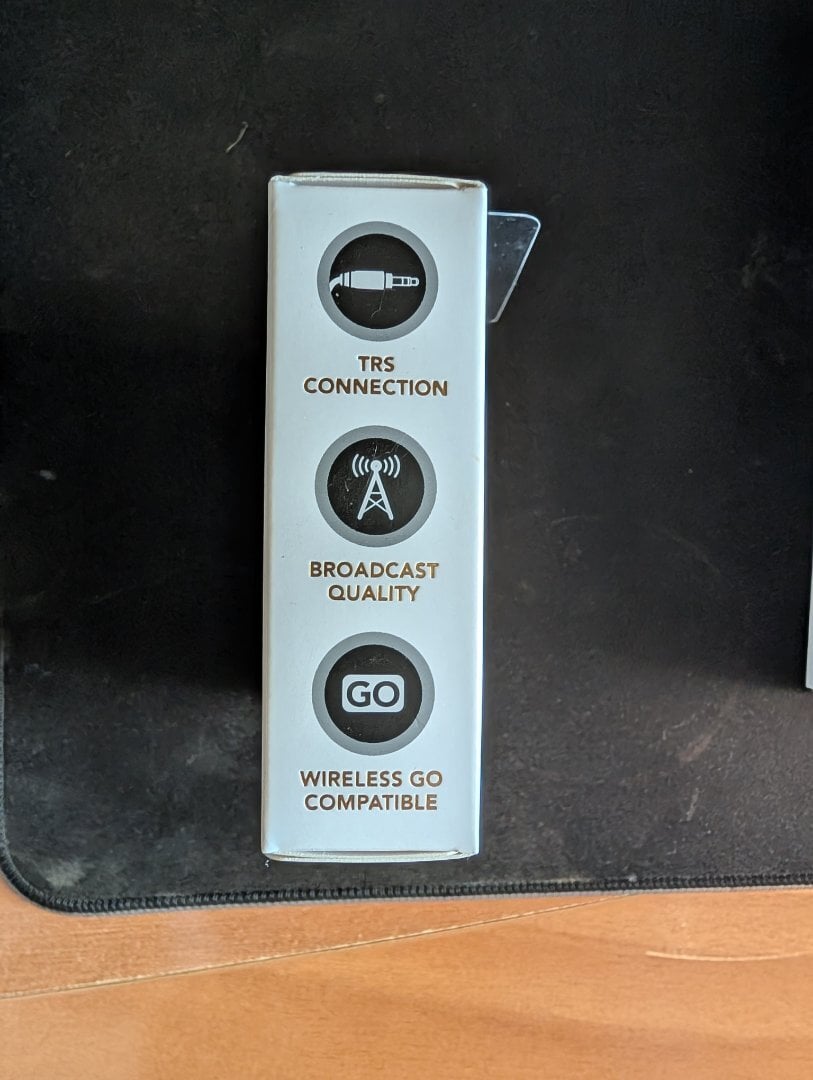 TRS
CONNECTION
BROADCAST
QUALITY
GO
WIRELESS GO
COMPATIBLE